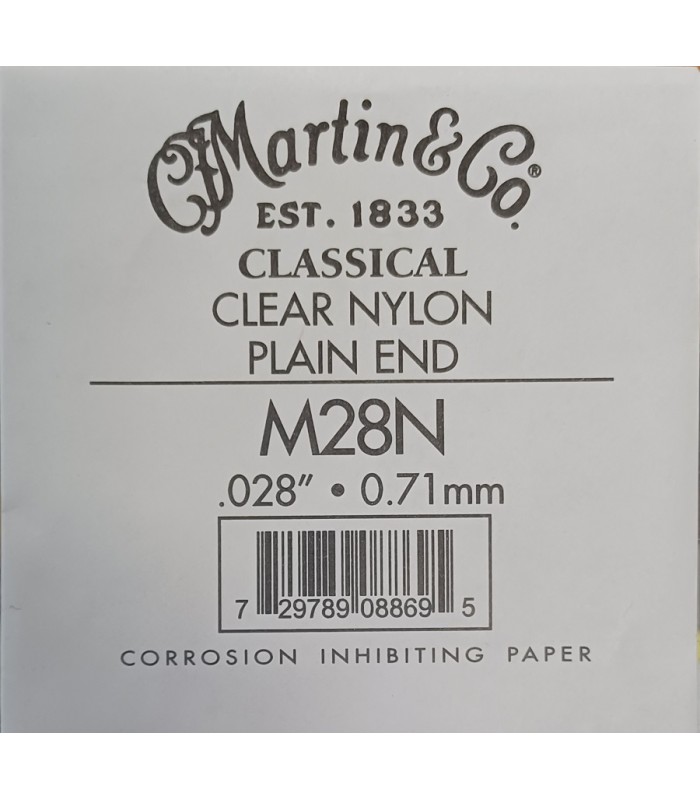 CFMartin & Co.®
EST. 1833
CLASSICAL
CLEAR NYLON
PLAIN END
M28N
.028” • 0.71mm
7 29789 08869 5
CORROSION INHIBITING PAPER